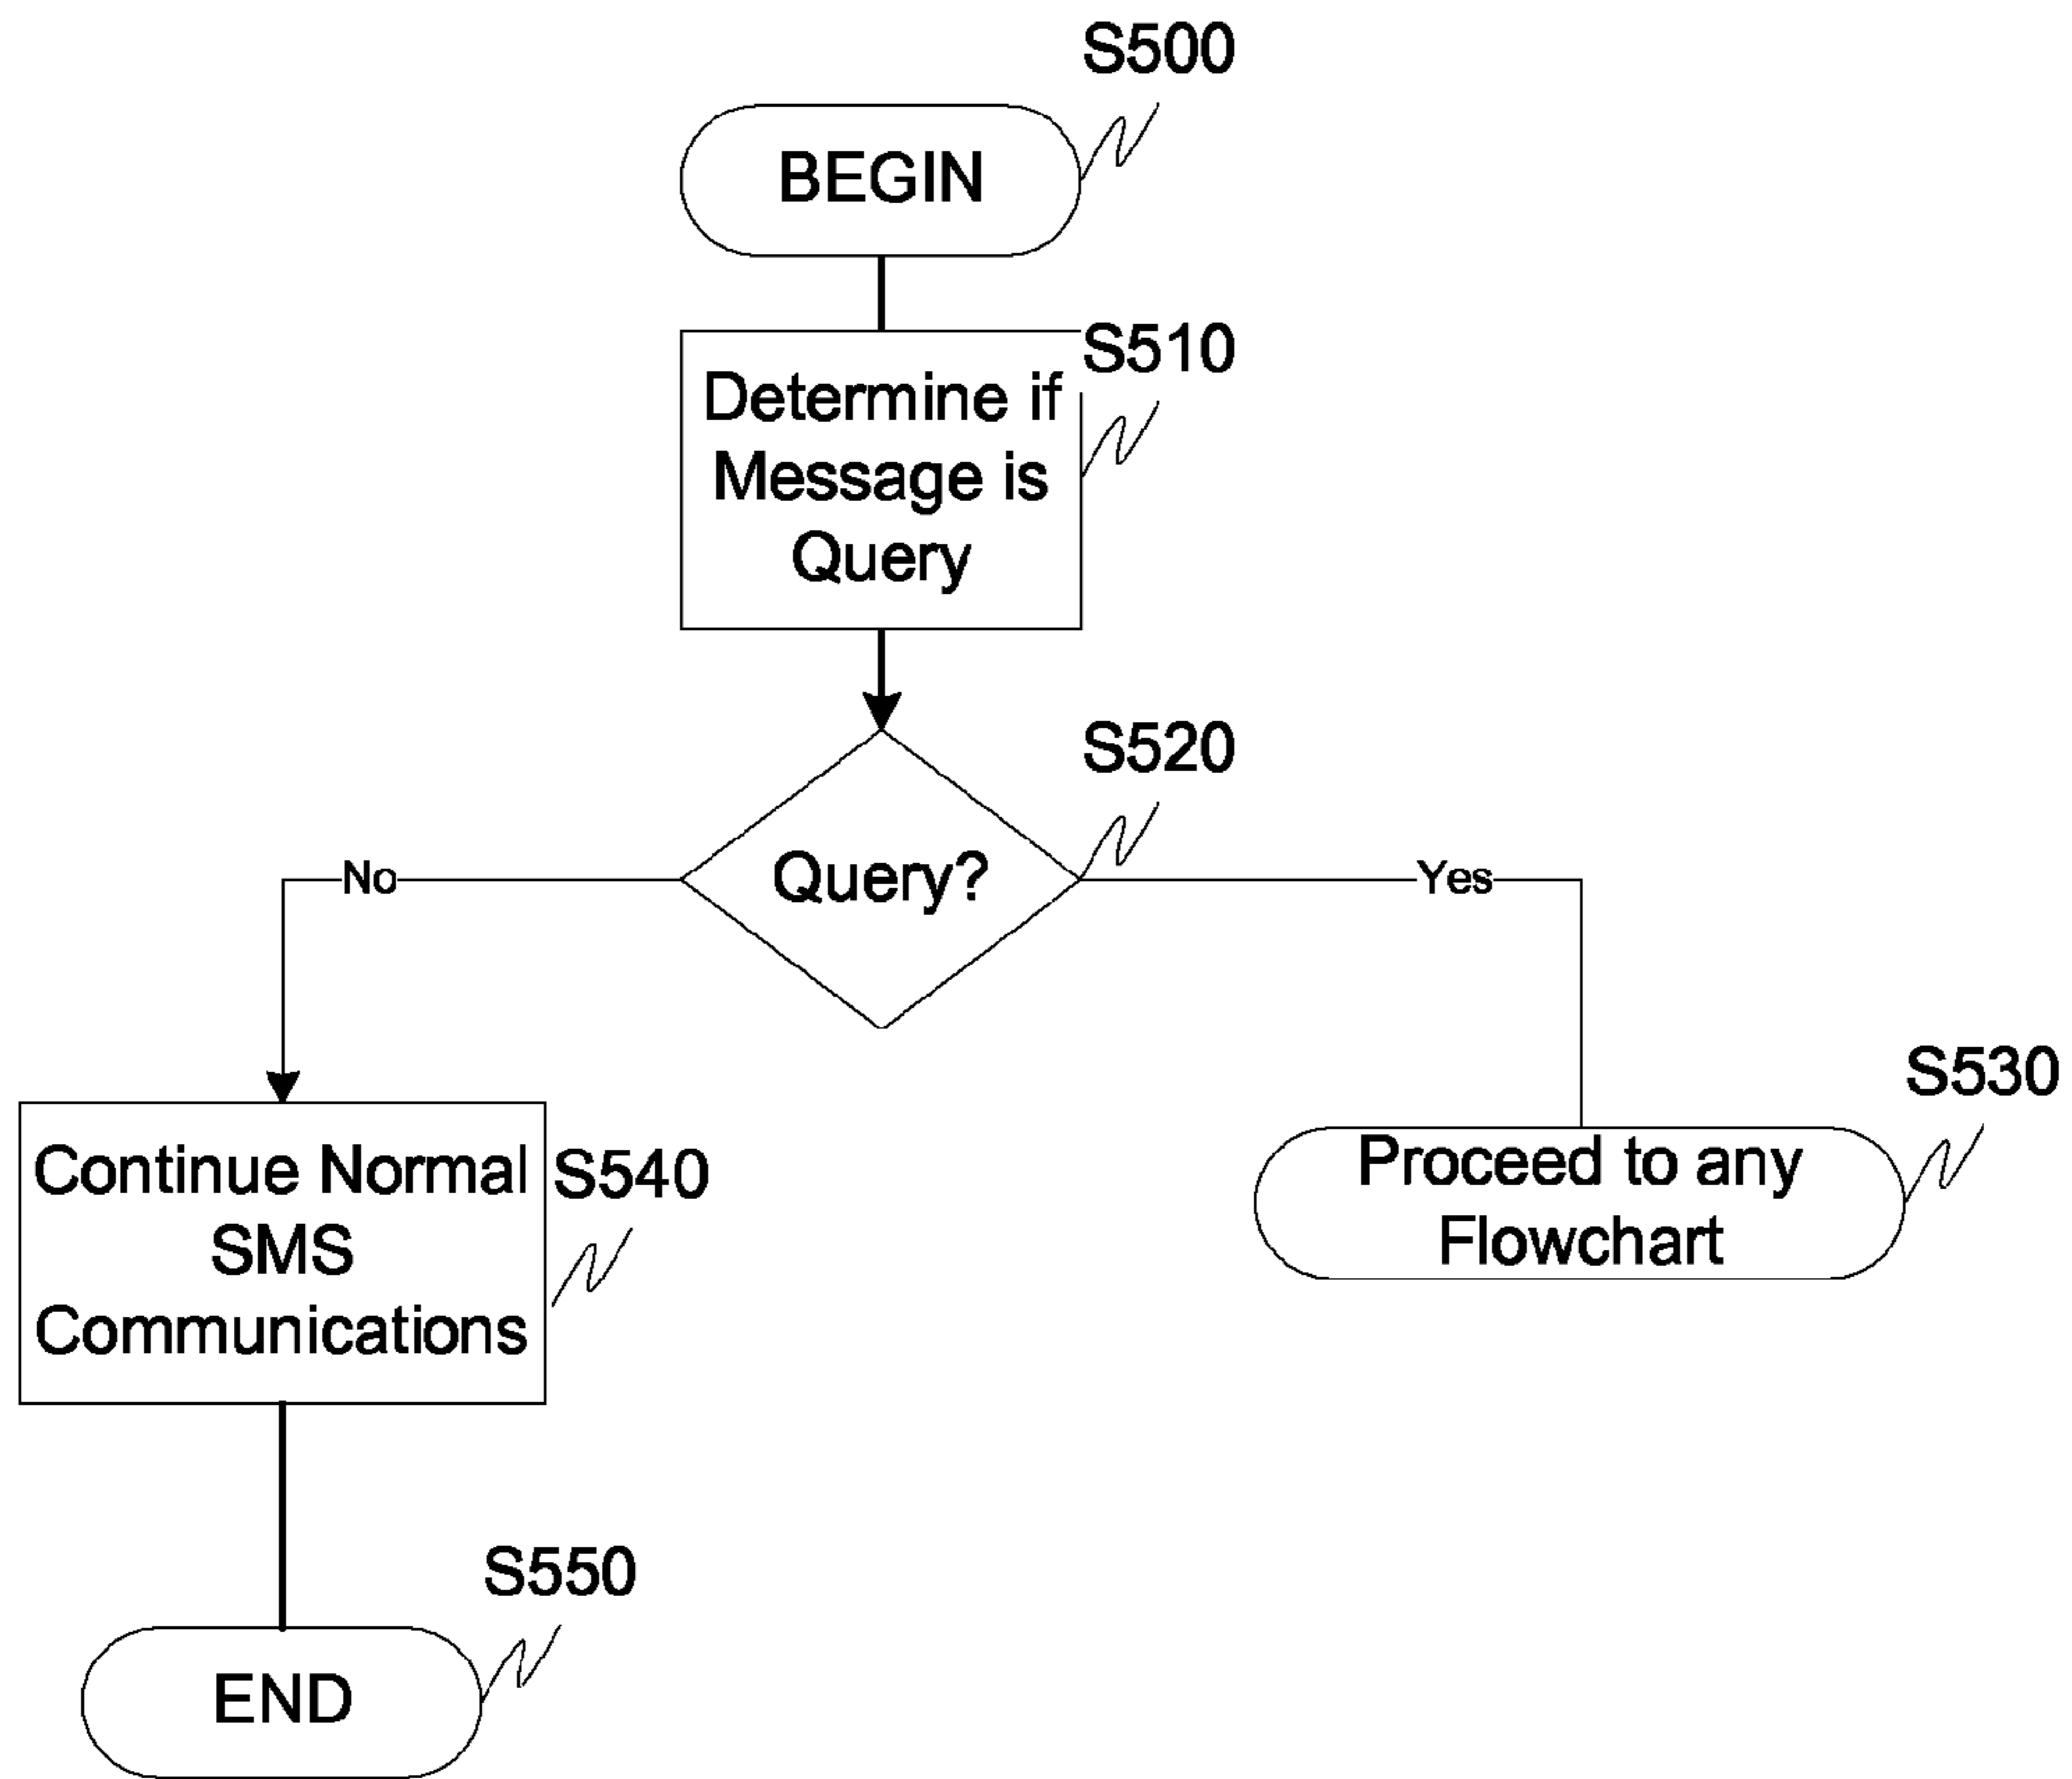 S500
BEGIN
S510
Determine if
Message is
Query
S520
Query?
No
Yes
S530
Proceed to any
Flowchart
Continue Normal
SMS
Communications
S540
S550
END